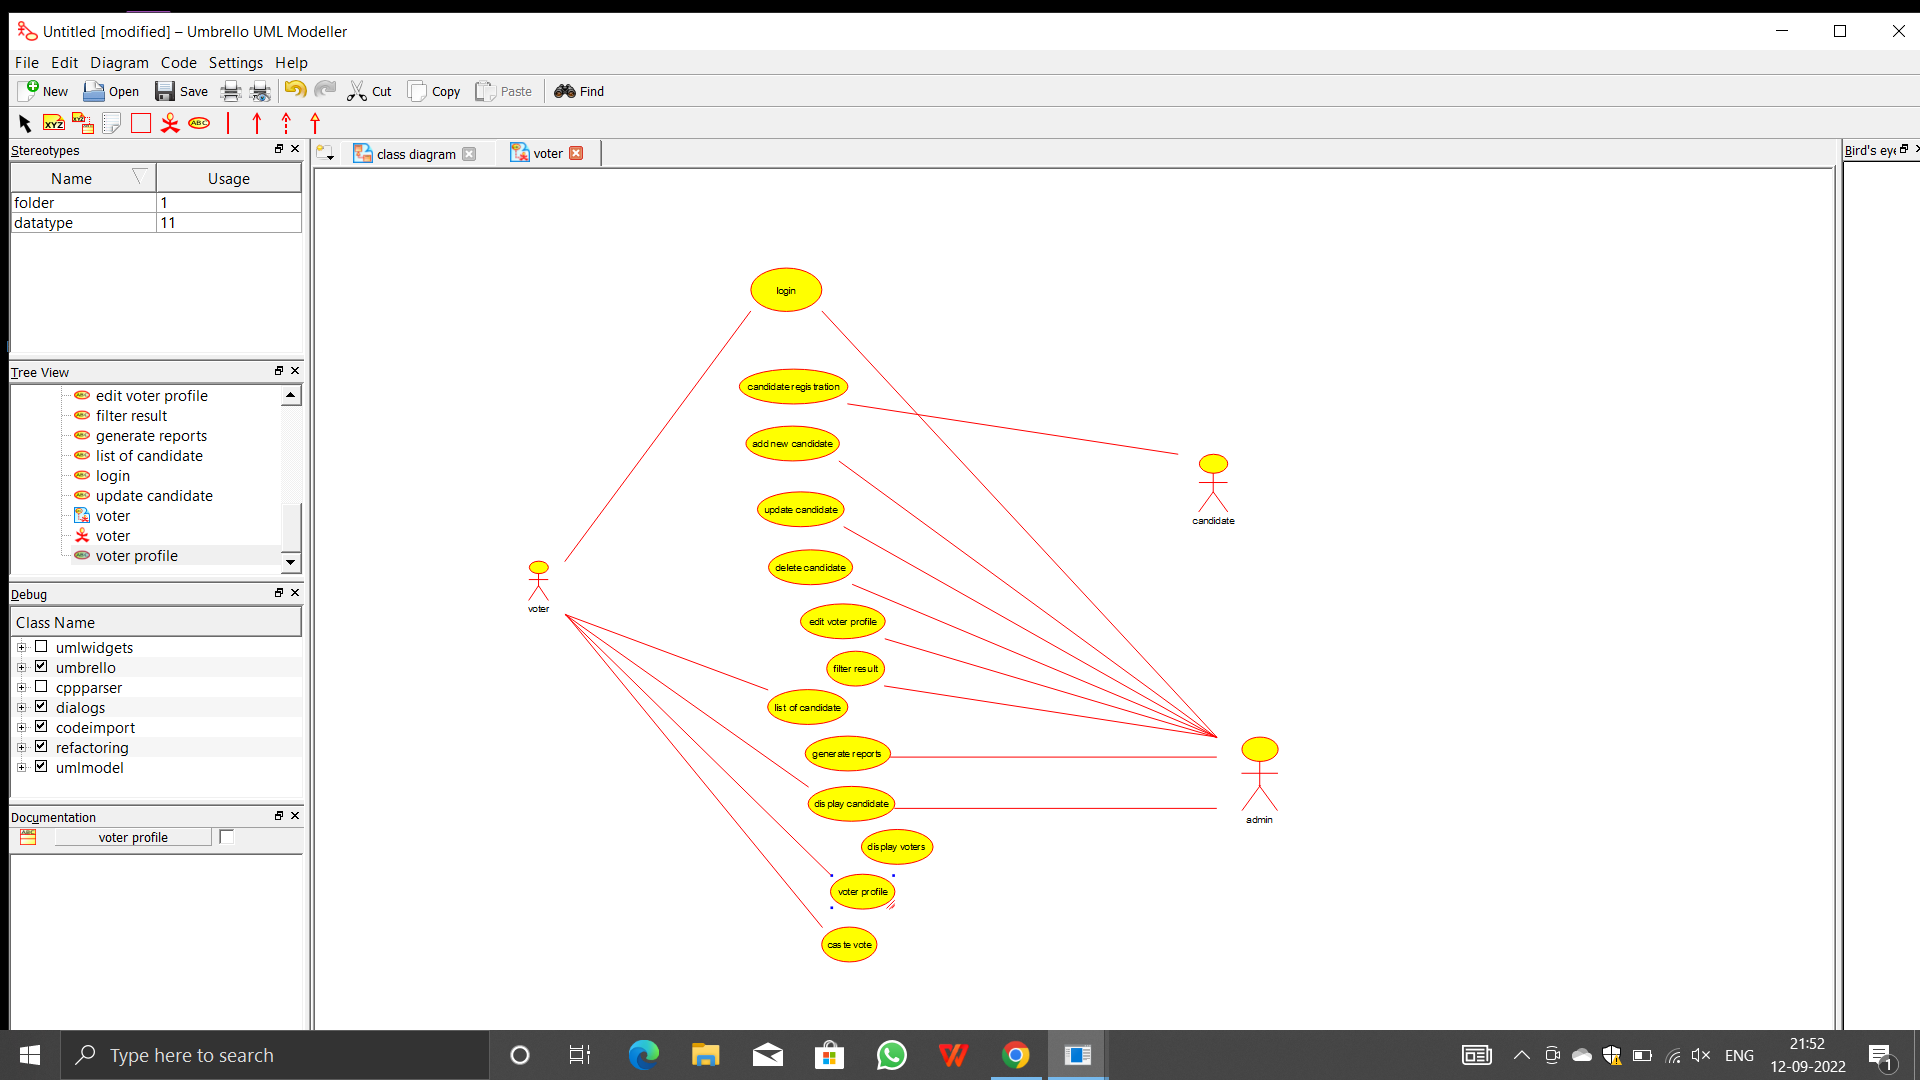 Untitled [modified] – Umbrello UML Modeller
File Edit Diagram Code Settings Help
New Open Save Cut Copy Paste Find
XYZ XYZ ABC
Stereotypes
Name Usage
folder 1
datatype 11
Tree View
edit voter profile
filter result
generate reports
list of candidate
login
update candidate
voter
voter
voter profile
Debug
Class Name
umlwidgets
umbrello
cppparser
dialogs
codeimport
refactoring
umlmodel
Documentation
voter profile
class diagram voter
Bird's eye
login
candidate registration
add new candidate
update candidate
delete candidate
edit voter profile
filter result
list of candidate
generate reports
display candidate
display voters
voter profile
caste vote
voter
candidate
admin
Type here to search
ENG
21:52
12-09-2022
1